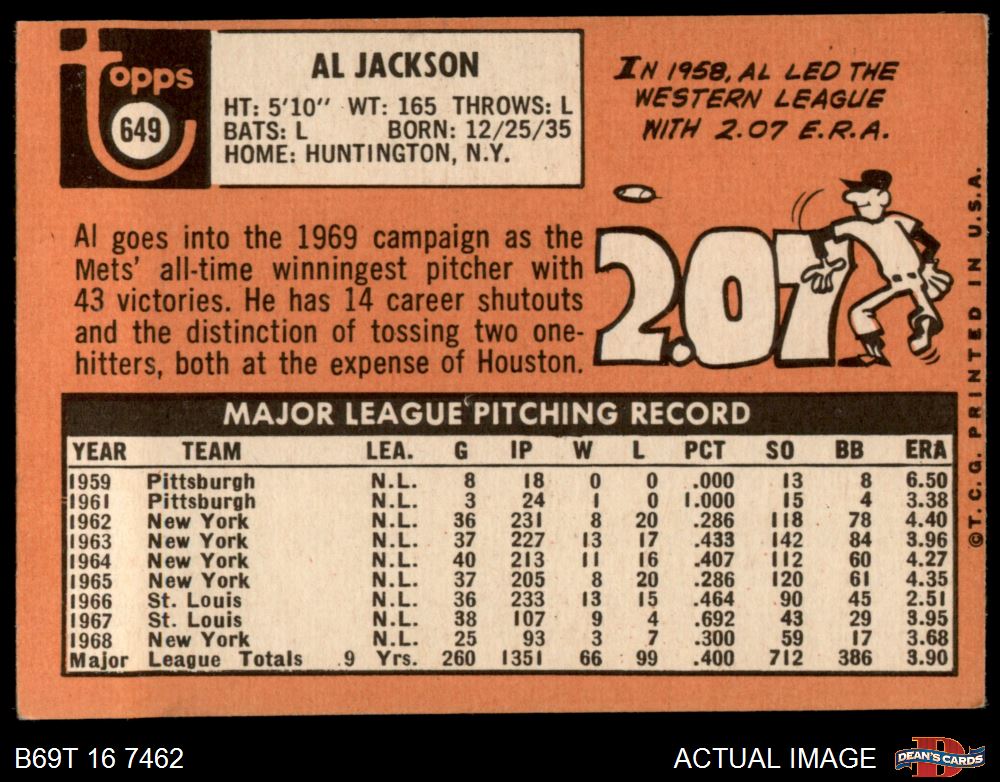 topps
649
AL JACKSON
HT: 5'10" WT: 165 THROWS: L
BATS: L BORN: 12/25/35
HOME: HUNTINGTON, N.Y.
IN 1958, AL LED THE
WESTERN LEAGUE
WITH 2.07 E.R.A.
Al goes into the 1969 campaign as the
Mets' all-time winningest pitcher with
43 victories. He has 14 career shutouts
and the distinction of tossing two one-
hitters, both at the expense of Houston.
2.07
©T.C.G. PRINTED IN U.S.A.
MAJOR LEAGUE PITCHING RECORD
YEAR TEAM LEA. G IP W L PCT SO BB ERA
1959 Pittsburgh N.L. 8 18 0 0 .000 13 8 6.50
1961 Pittsburgh N.L. 3 24 1 0 1.000 15 4 3.38
1962 New York N.L. 36 231 8 20 .286 118 78 4.40
1963 New York N.L. 37 227 13 17 .433 142 84 3.96
1964 New York N.L. 40 213 11 16 .407 112 60 4.27
1965 New York N.L. 37 205 8 20 .286 120 61 4.35
1966 St. Louis N.L. 36 233 13 15 .464 90 45 2.51
1967 St. Louis N.L. 38 107 9 4 .692 43 29 3.95
1968 New York N.L. 25 93 3 7 .300 59 17 3.68
Major League Totals 9 Yrs. 260 1351 66 99 .400 712 386 3.90
B69T 16 7462
ACTUAL IMAGE
D
DEAN'S CARDS